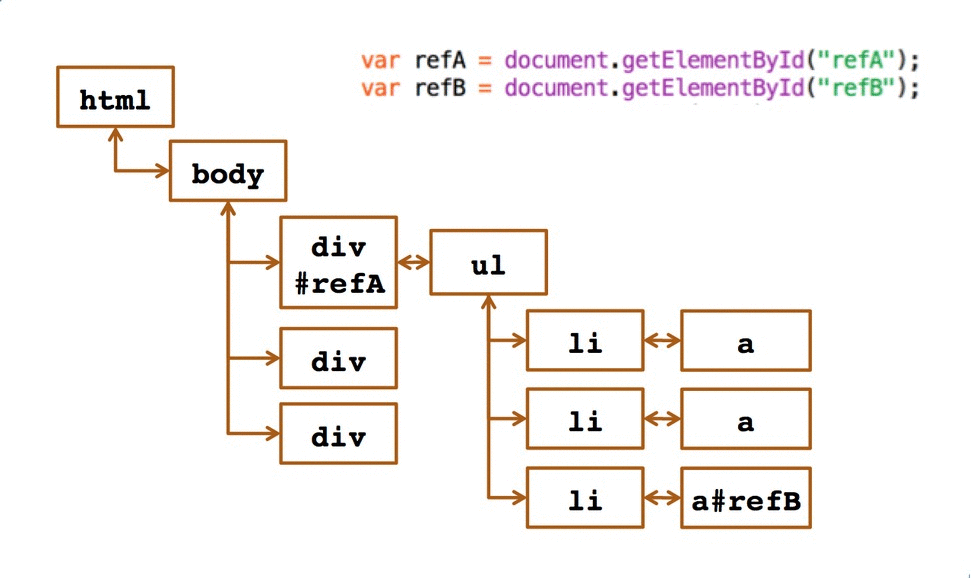 var refA = document.getElementById("refA");
var refB = document.getElementById("refB");
html
body
div
#refA
ul
div
div
li
a
li
a
li
a#refB